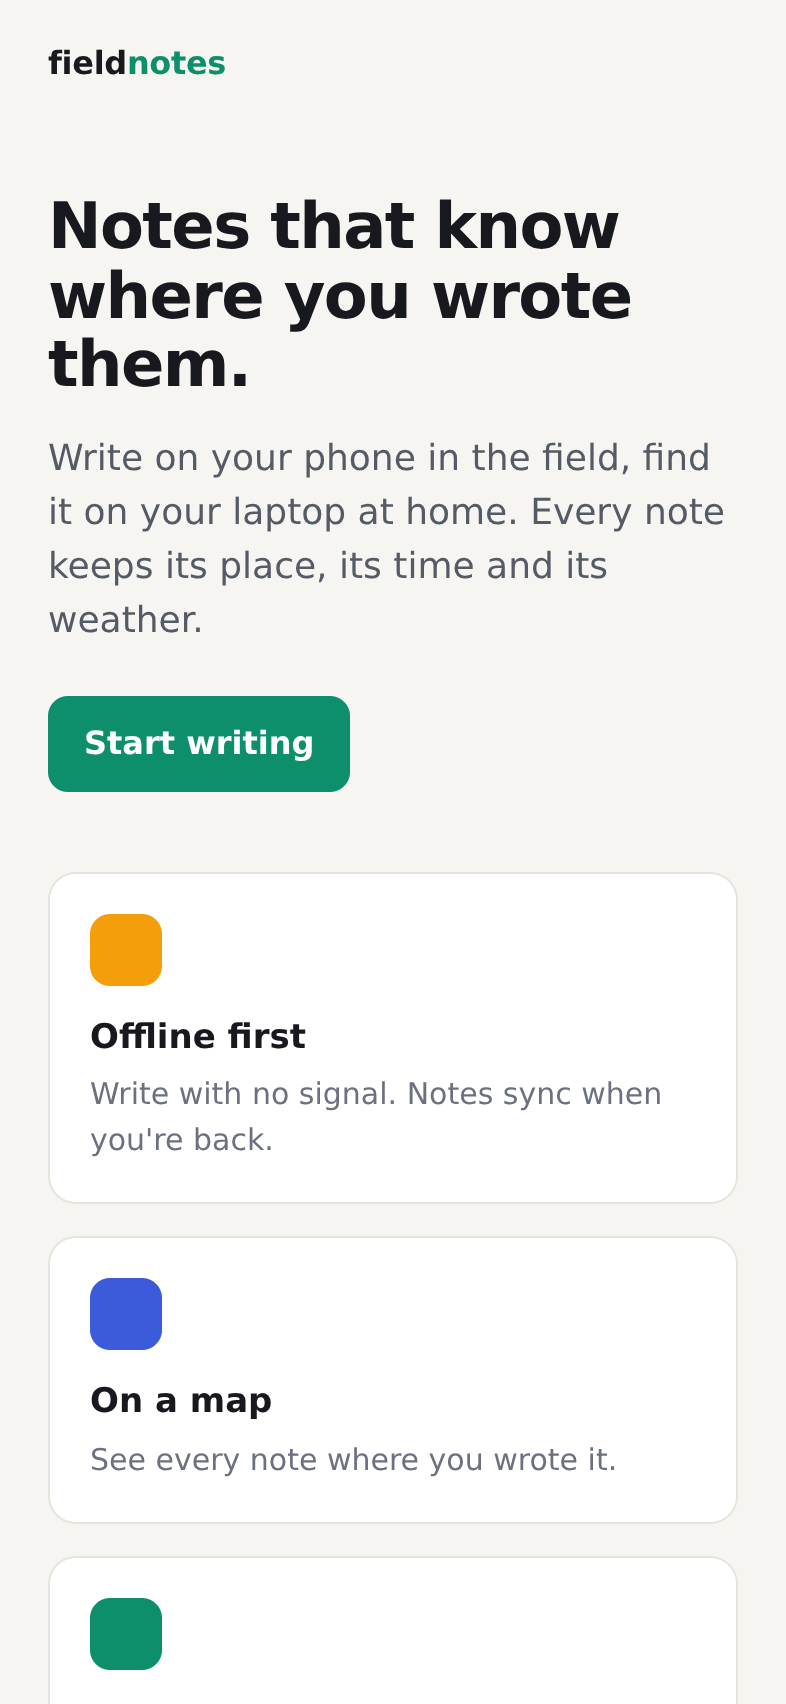 fieldnotes
Notes that know
where you wrote
them.
Write on your phone in the field, find
it on your laptop at home. Every note
keeps its place, its time and its
weather.
Start writing
Offline first
Write with no signal. Notes sync when
you're back.
On a map
See every note where you wrote it.